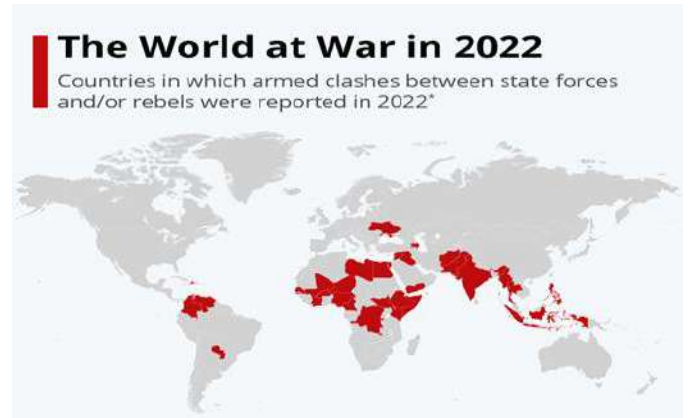 The World at War in 2022
Countries in which armed clashes between state forces
and/or rebels were reported in 2022*